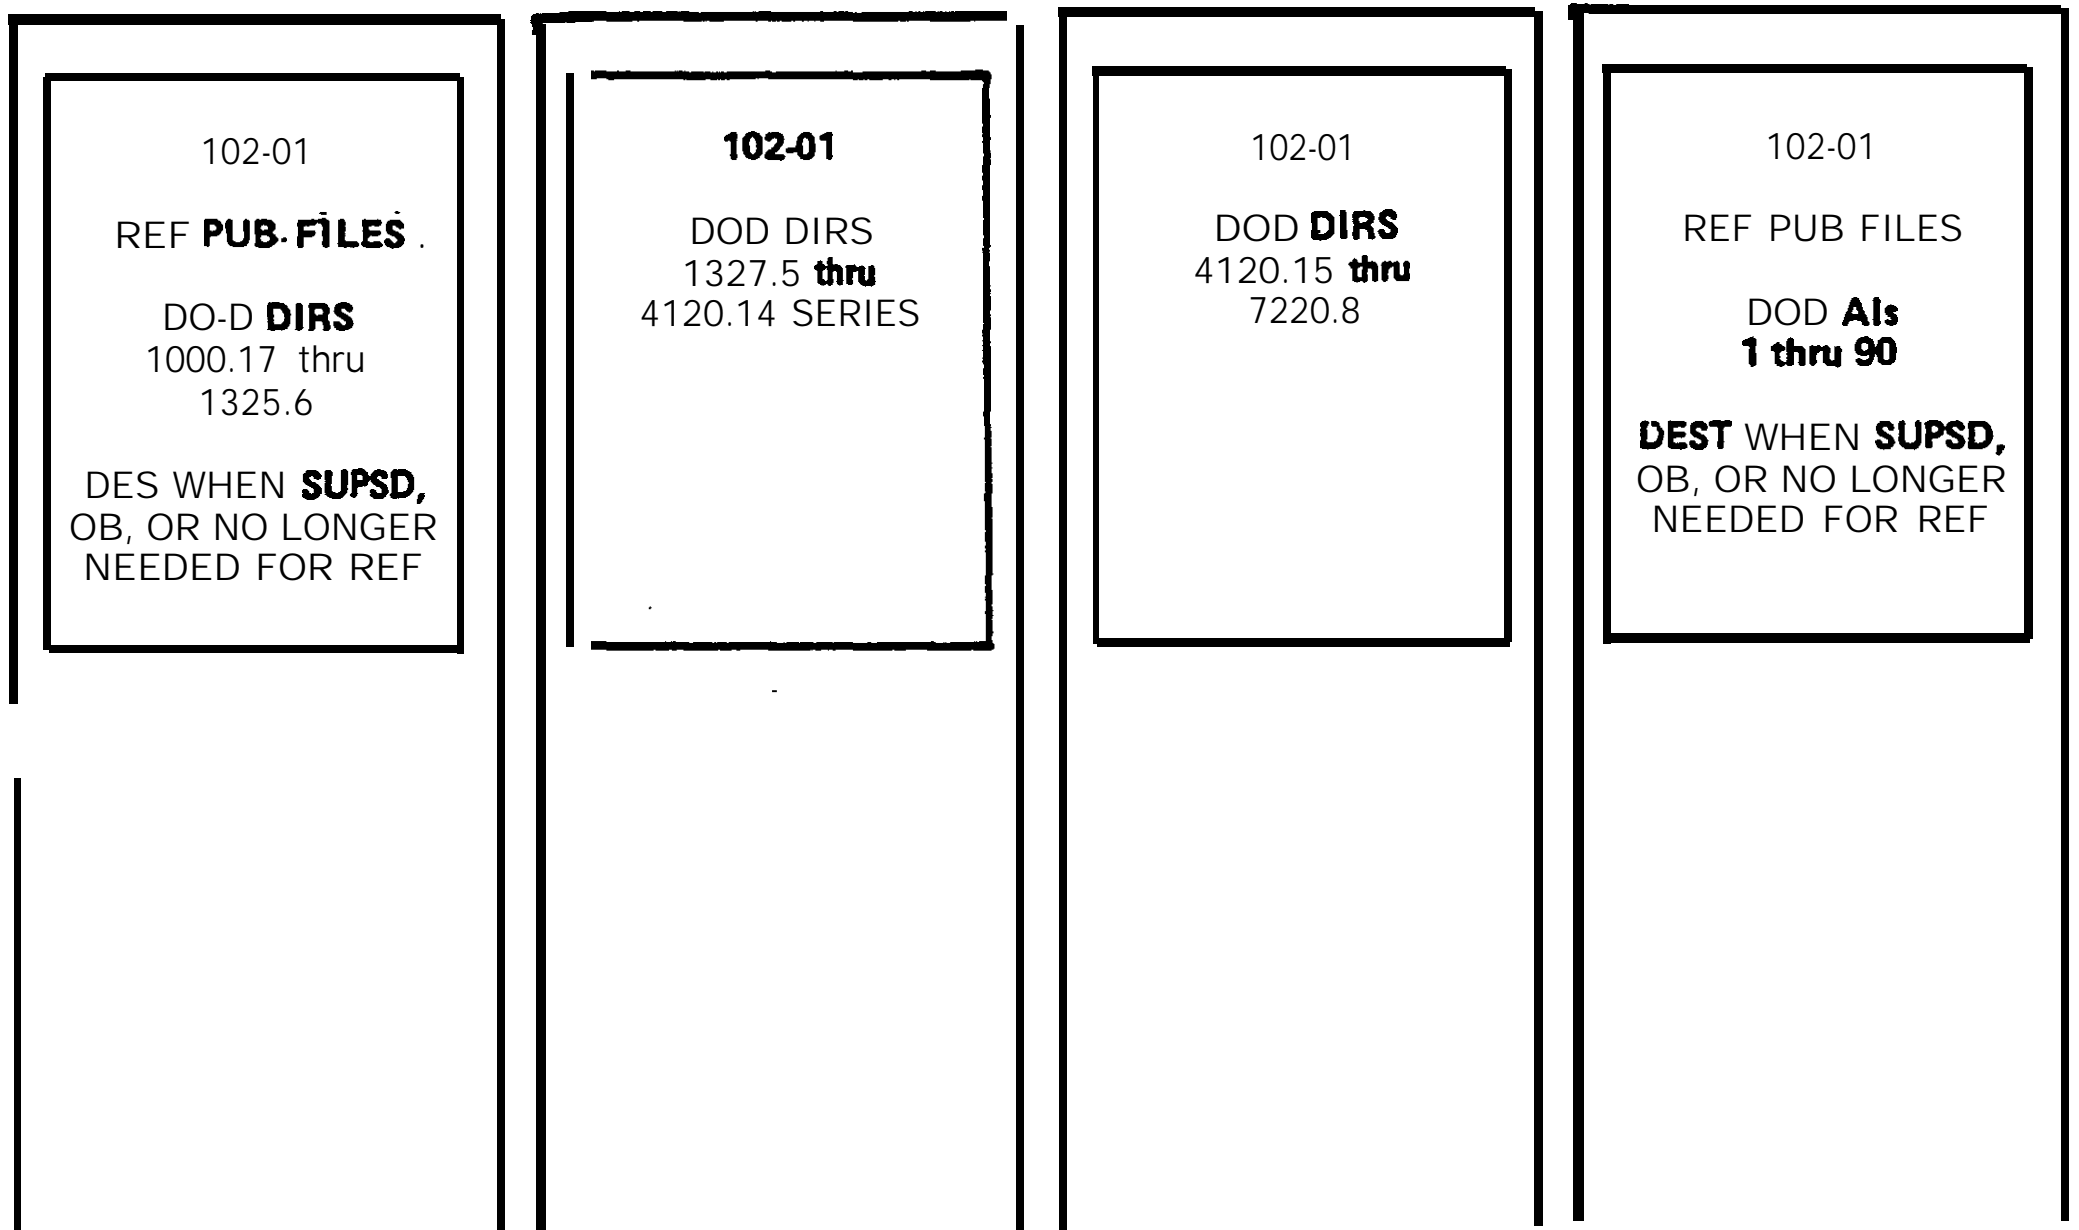 102-01
REF PUB. FILES .
DO-D DIRS
1000.17 thru
1325.6
DES WHEN SUPSD,
OB, OR NO LONGER
NEEDED FOR REF
102-01
DOD DIRS
1327.5 thru
4120.14 SERIES
102-01
DOD DIRS
4120.15 thru
7220.8
102-01
REF PUB FILES
DOD AIs
1 thru 90
DEST WHEN SUPSD,
OB, OR NO LONGER
NEEDED FOR REF